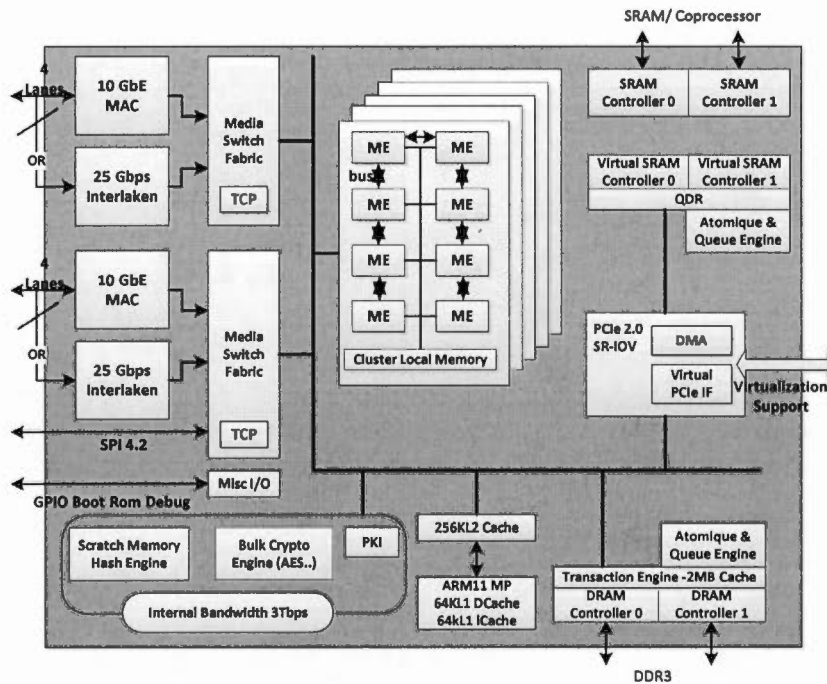 SRAM/ Coprocessor
4
Lanes
10 GbE
MAC
OR
25 Gbps
Interlaken
Media
Switch
Fabric
TCP
4
Lanes
10 GbE
MAC
OR
25 Gbps
Interlaken
Media
Switch
Fabric
TCP
SPI 4.2
Misc I/O
GPIO Boot Rom Debug
ME
ME
bus
ME
ME
ME
ME
ME
ME
Cluster Local Memory
SRAM
Controller 0
SRAM
Controller 1
Virtual SRAM
Controller 0
Virtual SRAM
Controller 1
QDR
Atomique &
Queue Engine
PCIe 2.0
SR-IOV
DMA
Virtual
PCIe IF
Virtualization
Support
Scratch Memory
Hash Engine
Bulk Crypto
Engine (AES..)
PKI
Internal Bandwidth 3Tbps
256KL2 Cache
ARM11 MP
64KL1 DCache
64kL1 ICache
Atomique &
Queue Engine
Transaction Engine -2MB Cache
DRAM
Controller 0
DRAM
Controller 1
DDR3